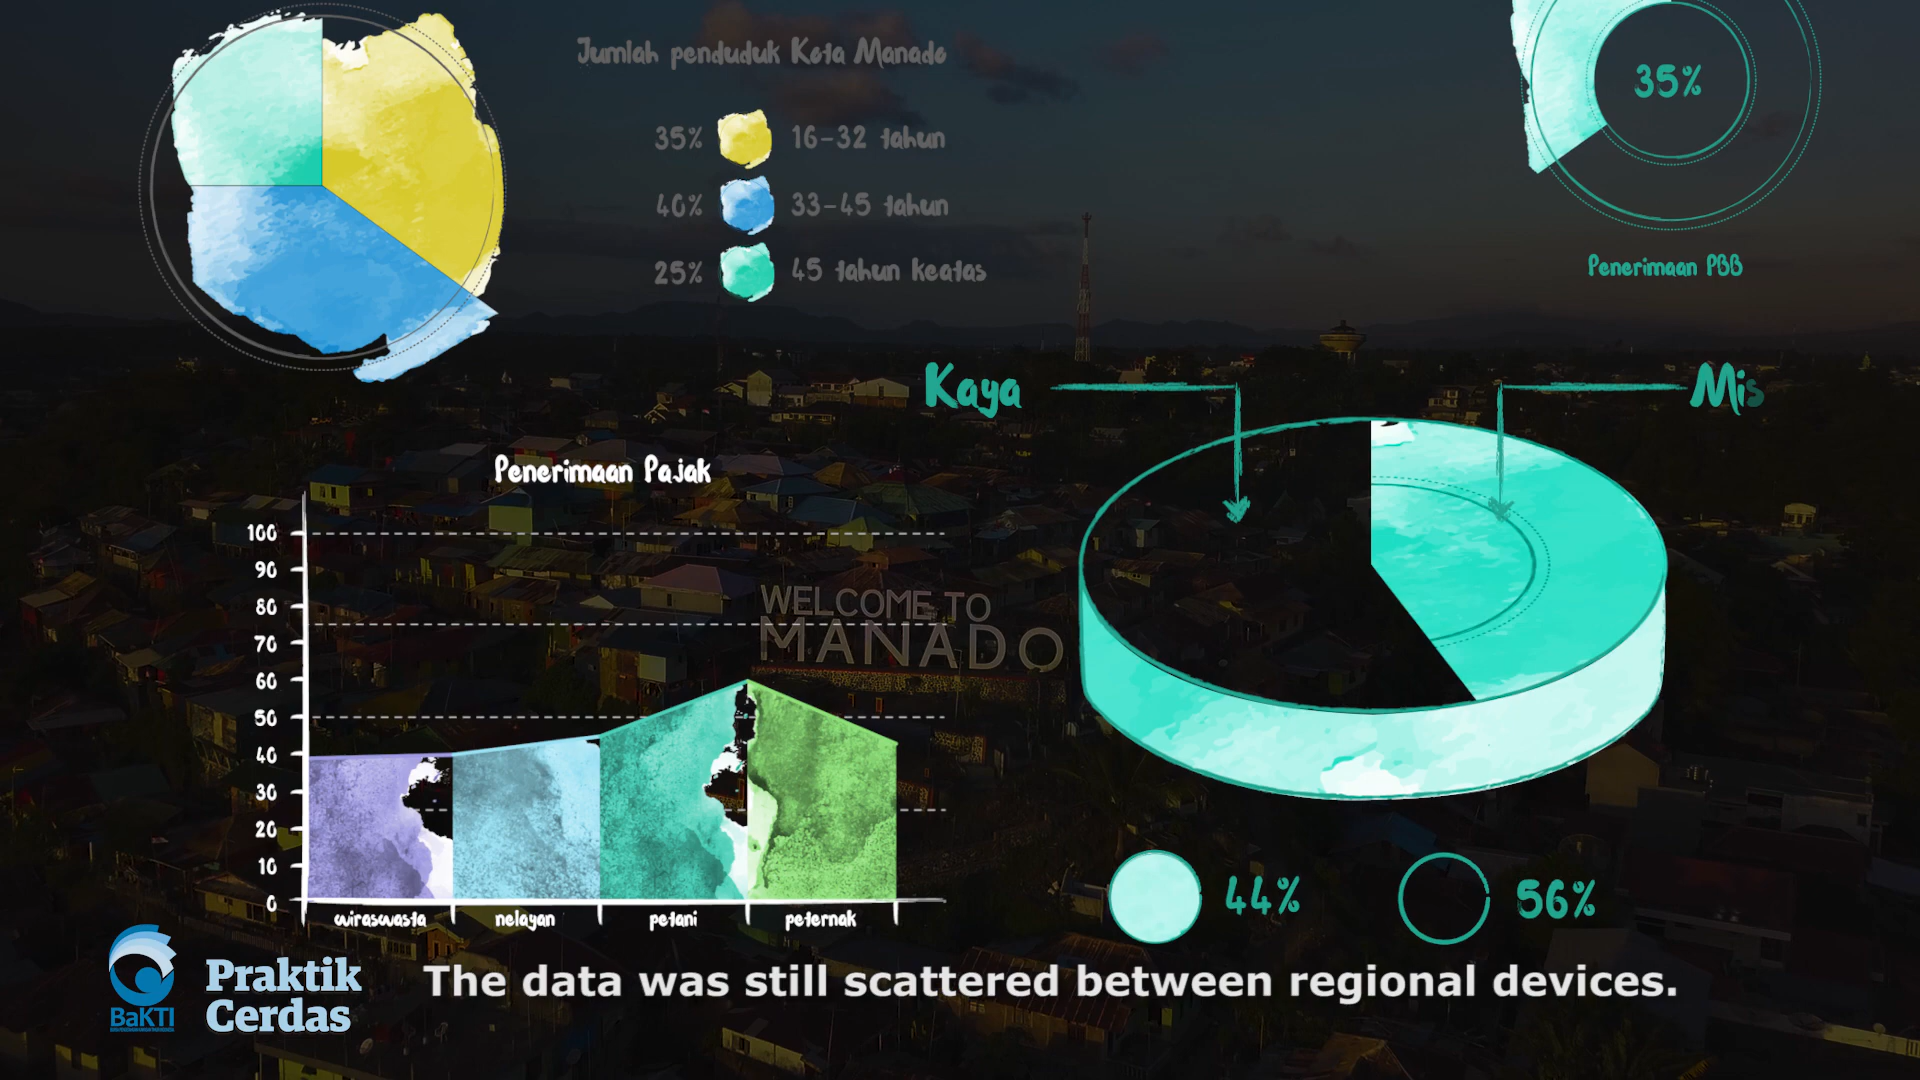 Jumlah penduduk Kota Manado
35% 16-32 tahun
40% 33-45 tahun
25% 45 tahun keatas
35%
Penerimaan PBB
Kaya
Mis
Penerimaan Pajak
100
90
80
70
60
50
40
30
20
10
0
wiraswasta nelayan petani peternak
WELCOME TO
MANADO
44% 56%
BaKTI
Praktik
Cerdas
The data was still scattered between regional devices.